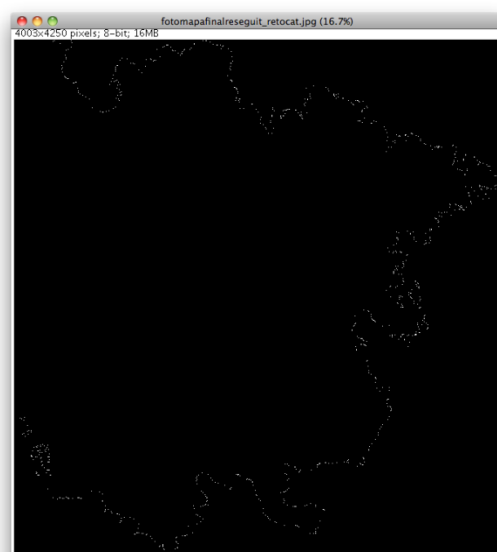 fotomapafinalreseguit_retocat.jpg (16.7%)
4003x4250 pixels; 8-bit; 16MB